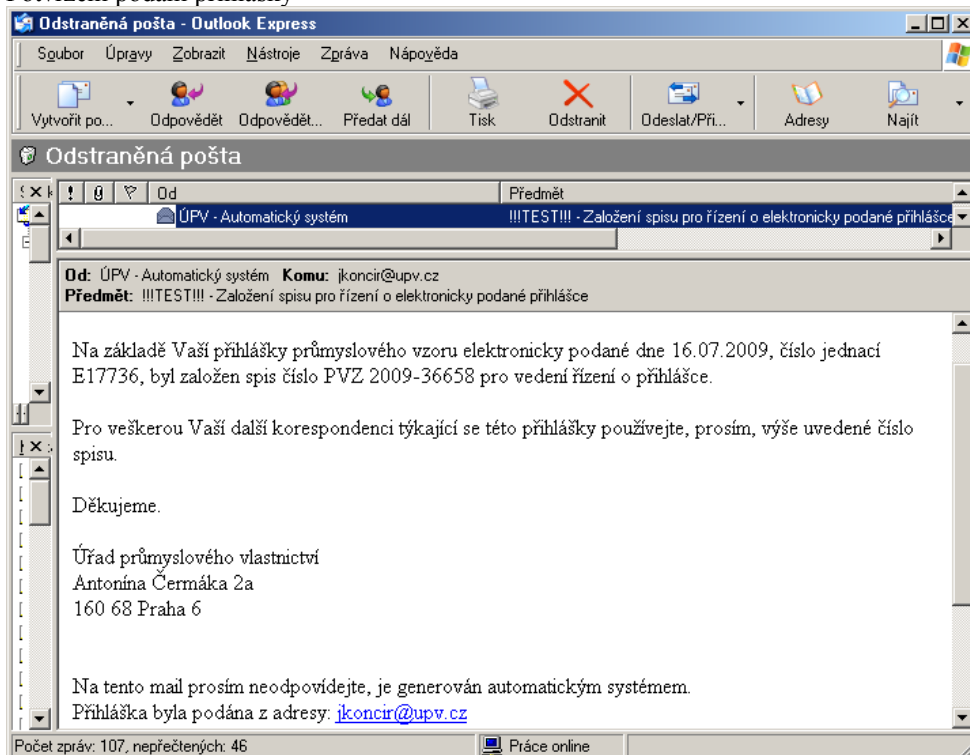 Odstraněná pošta - Outlook Express
Soubor Úpravy Zobrazit Nástroje Zpráva Nápověda
Vytvořit po... Odpovědět Odpovědět... Předat dál Tisk Odstranit Odeslat/Při... Adresy Najít
Odstraněná pošta
! Od Předmět
ÚPV - Automatický systém !!!TEST!!! - Založení spisu pro řízení o elektronicky podané přihlášce
Od: ÚPV - Automatický systém Komu: jkoncir@upv.cz
Předmět: !!!TEST!!! - Založení spisu pro řízení o elektronicky podané přihlášce
Na základě Vaší přihlášky průmyslového vzoru elektronicky podané dne 16.07.2009, číslo jednací
E17736, byl založen spis číslo PVZ 2009-36658 pro vedení řízení o přihlášce.
Pro veškerou Vaší další korespondenci týkající se této přihlášky používejte, prosím, výše uvedené číslo
spisu.
Děkujeme.
Úřad průmyslového vlastnictví
Antonína Čermáka 2a
160 68 Praha 6
Na tento mail prosím neodpovídejte, je generován automatickým systémem.
Přihláška byla podána z adresy: jkoncir@upv.cz
Počet zpráv: 107, nepřečtených: 46 Práce online